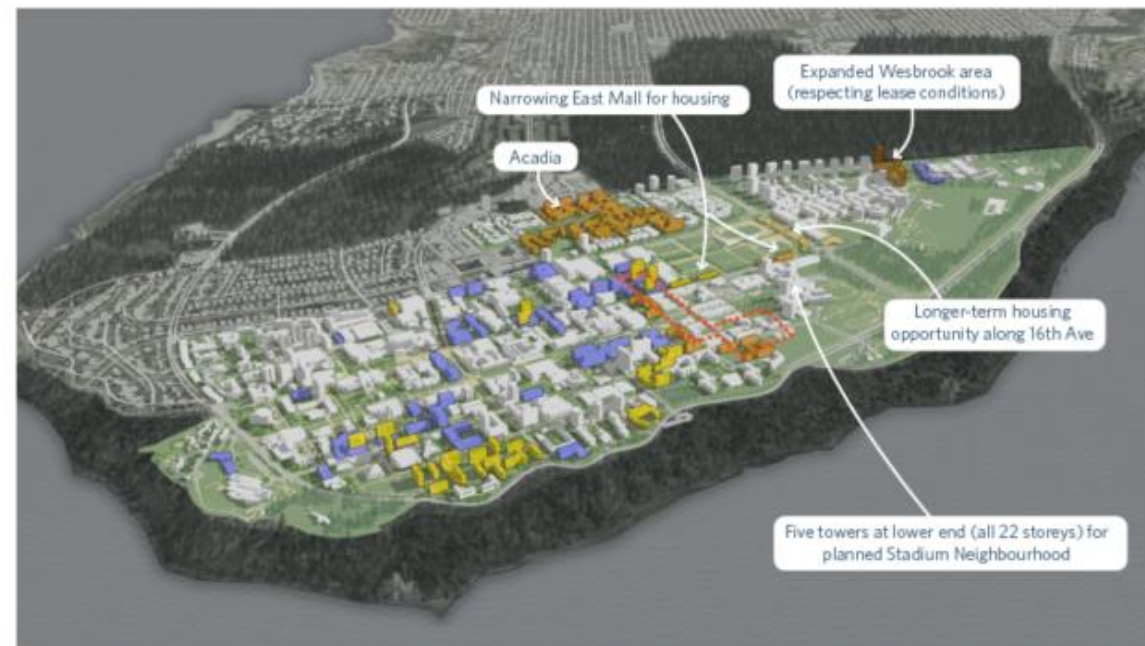 Expanded Wesbrook area
(respecting lease conditions)
Narrowing East Mall for housing
Acadia
Longer-term housing
opportunity along 16th Ave
Five towers at lower end (all 22 storeys) for
planned Stadium Neighbourhood